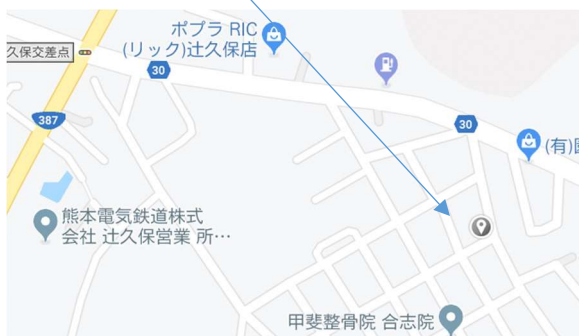 ポプラ RIC
(リック)辻久保店
久保交差点
30
387
30
(有)
熊本電気鉄道株式
会社 辻久保営業 所…
甲斐整骨院 合志院